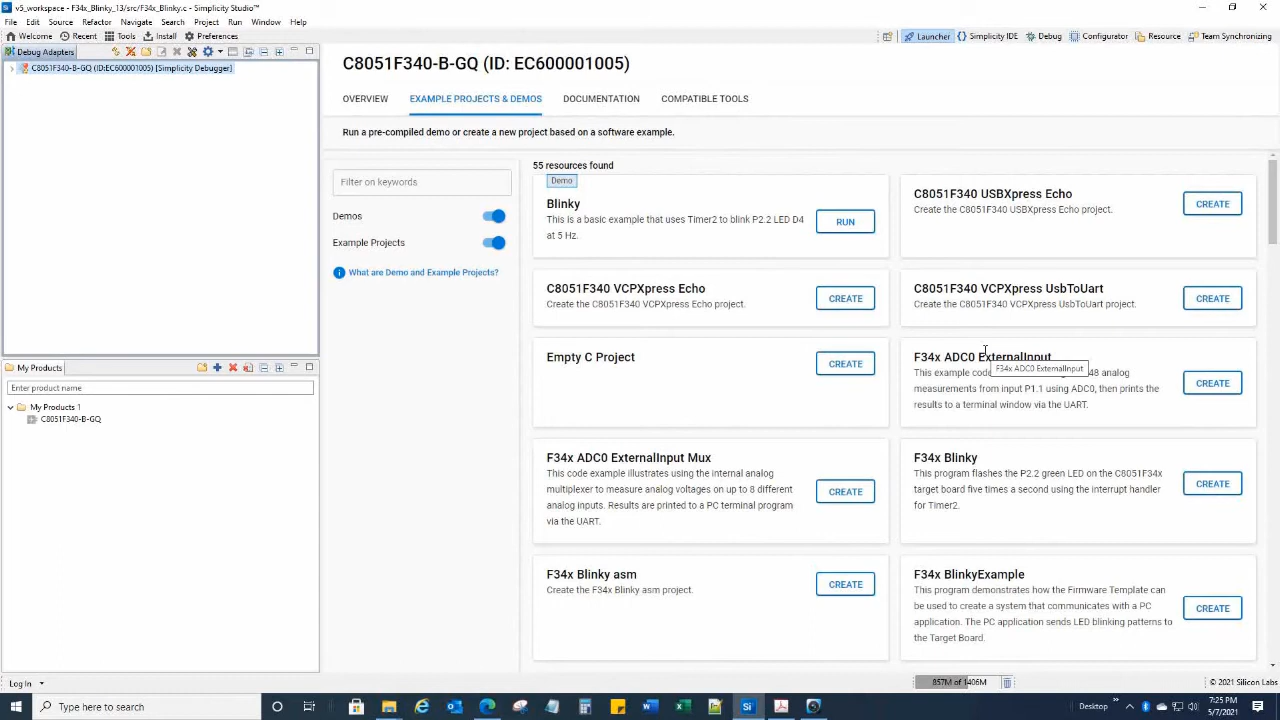 v5_workspace - F34x_Blinky_13/src/F34x_Blinky.c - Simplicity Studio™
File Edit Source Refactor Navigate Search Project Run Window Help
Welcome Recent Tools Install Preferences
Launcher Simplicity IDE Debug Configurator Resource Team Synchronizing
Debug Adapters
C8051F340-B-GQ (ID:EC600001005) [Simplicity Debugger]
My Products
Enter product name
My Products 1
C8051F340-B-GQ
C8051F340-B-GQ (ID: EC600001005)
OVERVIEW EXAMPLE PROJECTS & DEMOS DOCUMENTATION COMPATIBLE TOOLS
Run a pre-compiled demo or create a new project based on a software example.
Filter on keywords
Demos
Example Projects
What are Demo and Example Projects?
55 resources found
Demo
Blinky
This is a basic example that uses Timer2 to blink P2.2 LED D4
at 5 Hz.
RUN
C8051F340 USBXpress Echo
Create the C8051F340 USBXpress Echo project.
CREATE
C8051F340 VCPXpress Echo
Create the C8051F340 VCPXpress Echo project.
CREATE
C8051F340 VCPXpress UsbToUart
Create the C8051F340 VCPXpress UsbToUart project.
CREATE
Empty C Project
CREATE
F34x ADC0 ExternalInput
F34x ADC0 ExternalInput
This example code 48 analog
measurements from input P1.1 using ADC0, then prints the
results to a terminal window via the UART.
CREATE
F34x ADC0 ExternalInput Mux
This code example illustrates using the internal analog
multiplexer to measure analog voltages on up to 8 different
analog inputs. Results are printed to a PC terminal program
via the UART.
CREATE
F34x Blinky
This program flashes the P2.2 green LED on the C8051F34x
target board five times a second using the interrupt handler
for Timer2.
CREATE
F34x Blinky asm
Create the F34x Blinky asm project.
CREATE
F34x BlinkyExample
This program demonstrates how the Firmware Template can
be used to create a system that communicates with a PC
application. The PC application sends LED blinking patterns to
the Target Board.
CREATE
Log In
857M of 1406M
© 2021 Silicon Labs
Type here to search
Desktop
7:25 PM
5/7/2021